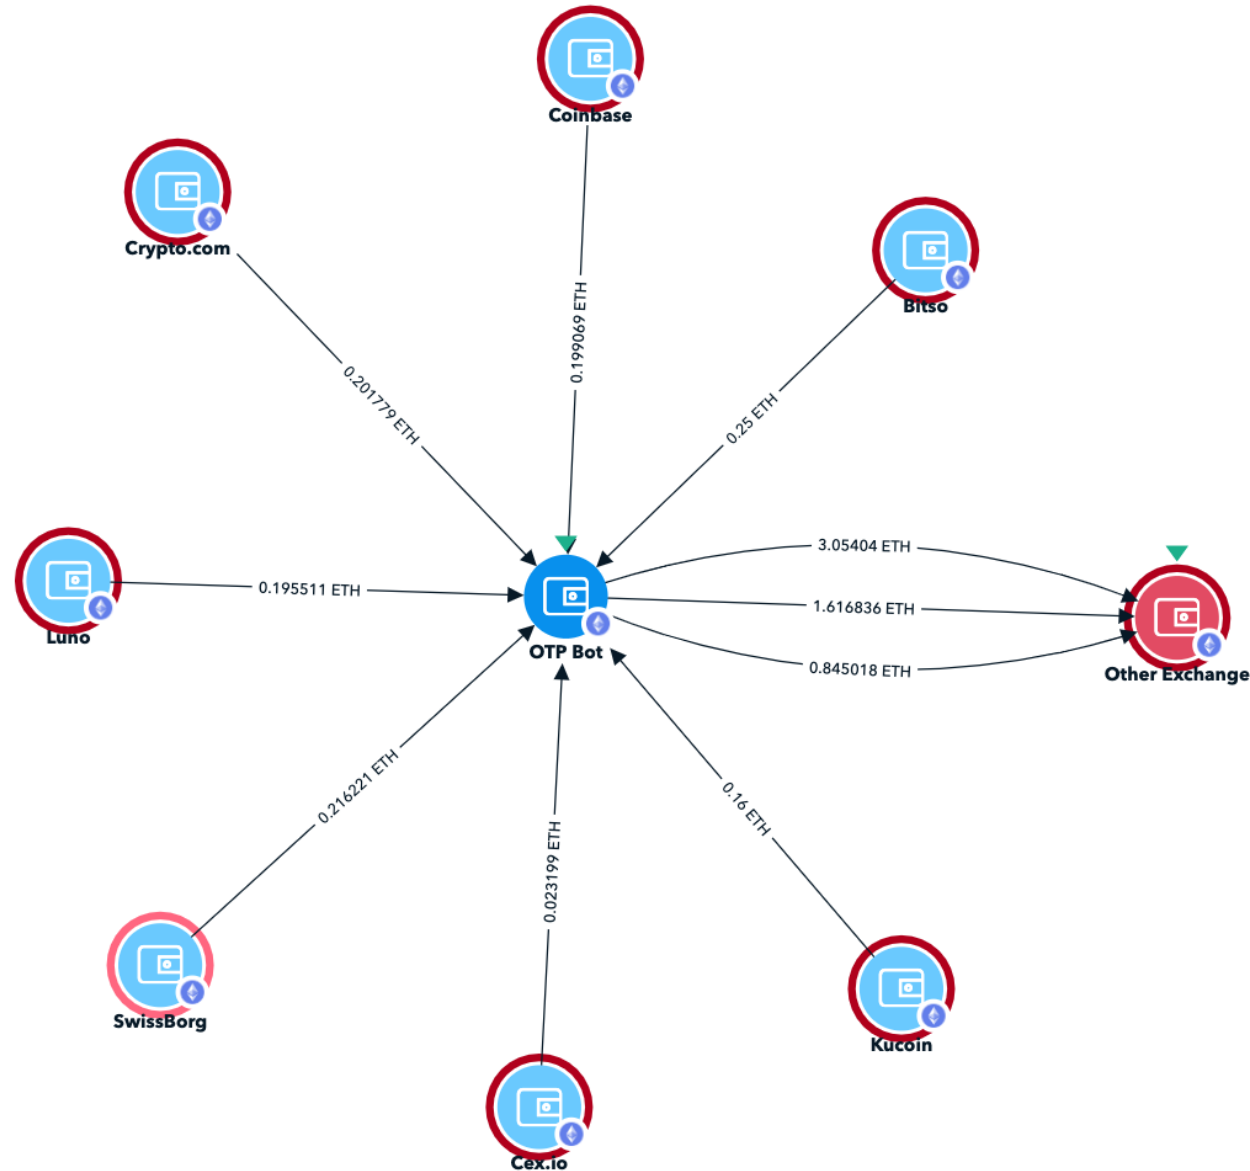 Coinbase
Crypto.com
Bitso
0.199069 ETH
0.201779 ETH
0.25 ETH
3.05404 ETH
0.195511 ETH
1.616836 ETH
Luno
OTP Bot
0.845018 ETH
Other Exchange
0.216221 ETH
0.16 ETH
0.023199 ETH
SwissBorg
Kucoin
Cex.io